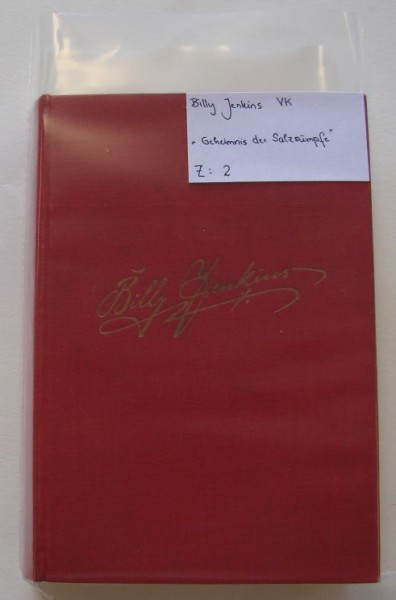 Billy Jenkins VK
„Geheimnis der Salzsümpfe"
Z: 2
Billy Jenkins